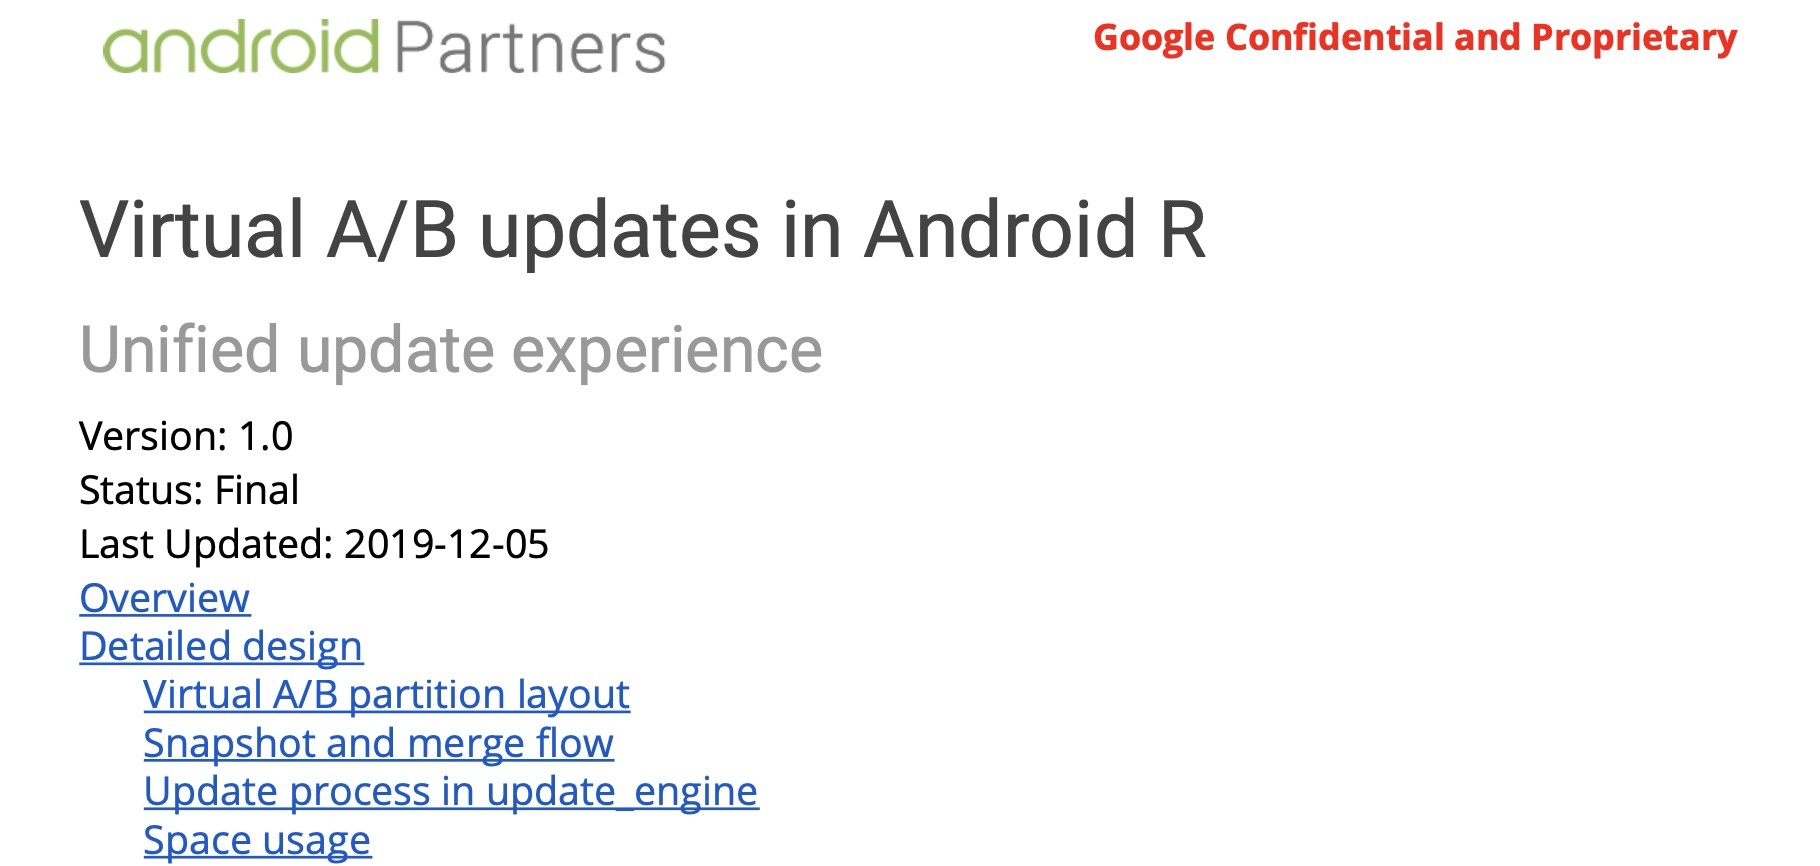 android Partners
Google Confidential and Proprietary
Virtual A/B updates in Android R
Unified update experience
Version: 1.0
Status: Final
Last Updated: 2019-12-05
Overview
Detailed design
Virtual A/B partition layout
Snapshot and merge flow
Update process in update_engine
Space usage